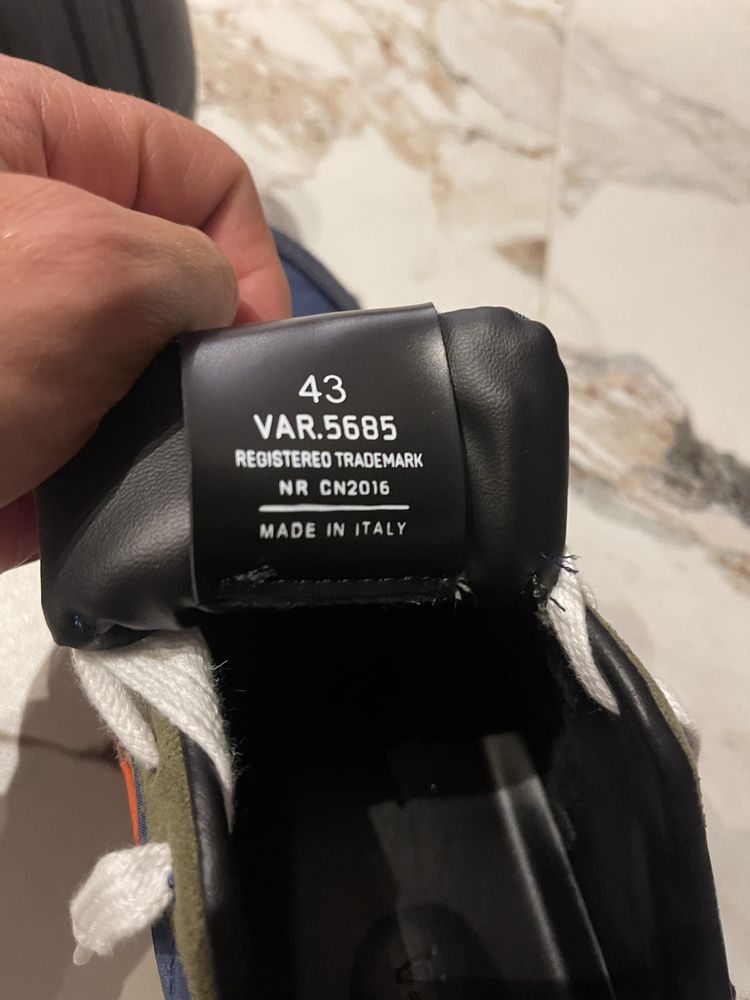 43
VAR.5685
REGISTERED TRADEMARK
NR CN2016
MADE IN ITALY